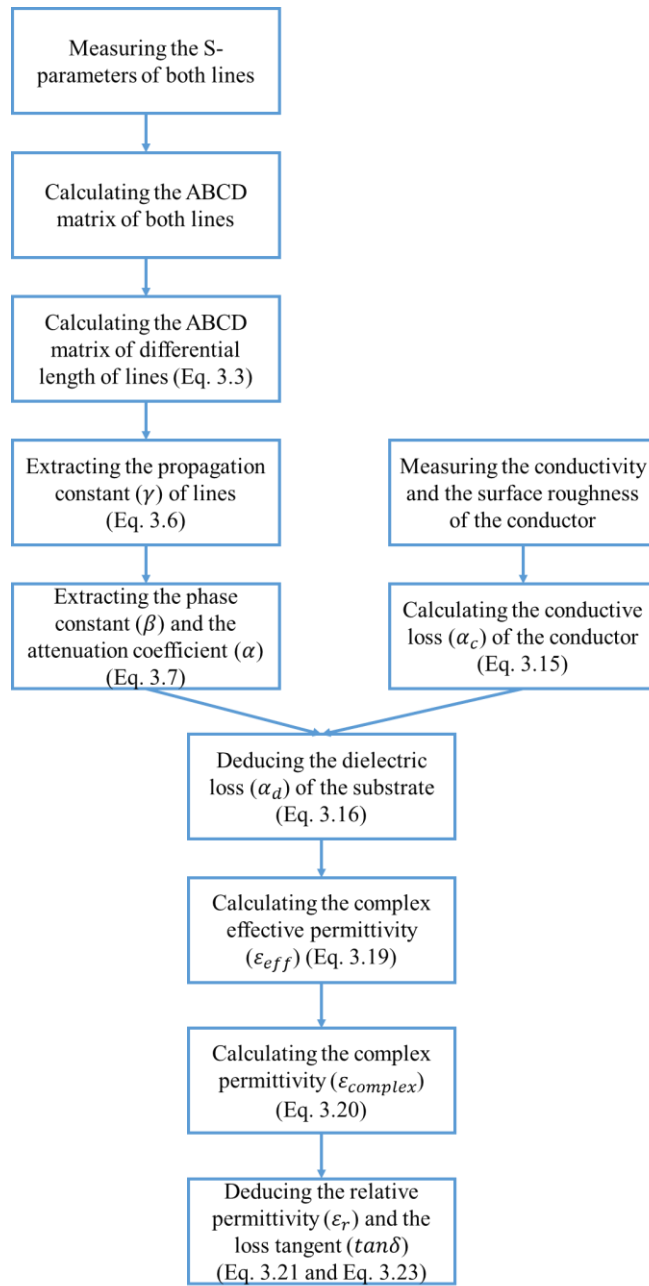 Measuring the S-
parameters of both lines
Calculating the ABCD
matrix of both lines
Calculating the ABCD
matrix of differential
length of lines (Eq. 3.3)
Extracting the propagation
constant (γ) of lines
(Eq. 3.6)
Extracting the phase
constant (β) and the
attenuation coefficient (α)
(Eq. 3.7)
Measuring the conductivity
and the surface roughness
of the conductor
Calculating the conductive
loss (α_c) of the conductor
(Eq. 3.15)
Deducing the dielectric
loss (α_d) of the substrate
(Eq. 3.16)
Calculating the complex
effective permittivity
(ε_eff) (Eq. 3.19)
Calculating the complex
permittivity (ε_complex)
(Eq. 3.20)
Deducing the relative
permittivity (ε_r) and the
loss tangent (tanδ)
(Eq. 3.21 and Eq. 3.23)